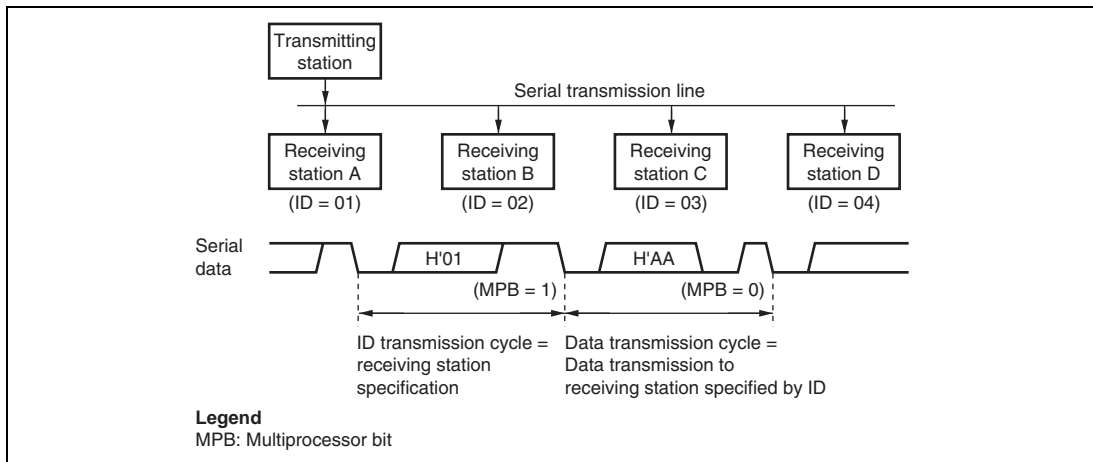 Transmitting
station
Serial transmission line
Receiving
station A
Receiving
station B
Receiving
station C
Receiving
station D
(ID = 01)
(ID = 02)
(ID = 03)
(ID = 04)
Serial
data
H'01
H'AA
(MPB = 1)
(MPB = 0)
ID transmission cycle =
receiving station
specification
Data transmission cycle =
Data transmission to
receiving station specified by ID
Legend
MPB: Multiprocessor bit